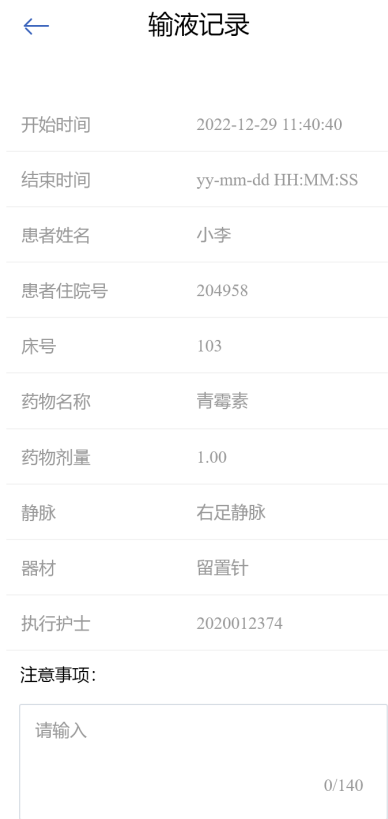 输液记录
开始时间 2022-12-29 11:40:40
结束时间 yy-mm-dd HH:MM:SS
患者姓名 小李
患者住院号 204958
床号 103
药物名称 青霉素
药物剂量 1.00
静脉 右足静脉
器材 留置针
执行护士 2020012374
注意事项：
请输入
0/140